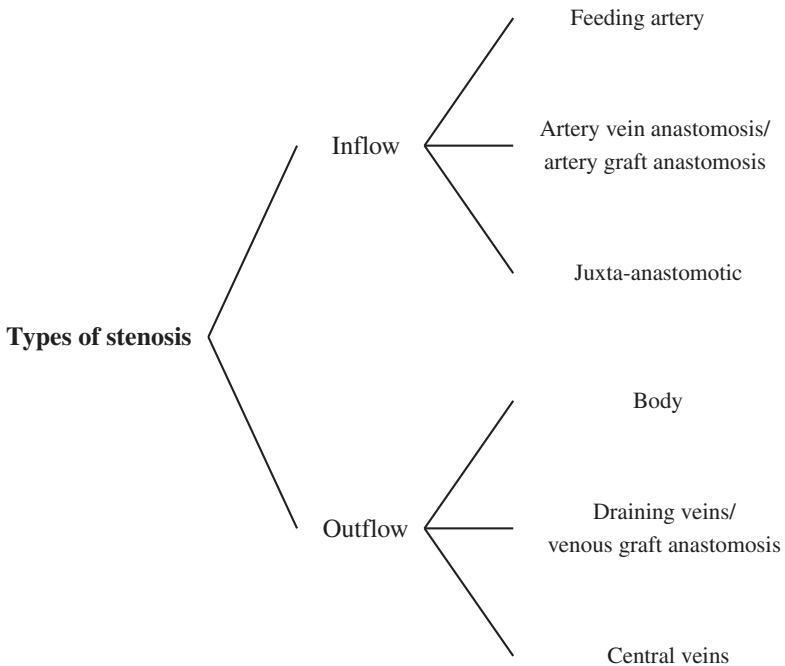 Feeding artery
Artery vein anastomosis/
artery graft anastomosis
Inflow
Juxta-anastomotic
Types of stenosis
Body
Draining veins/
venous graft anastomosis
Outflow
Central veins